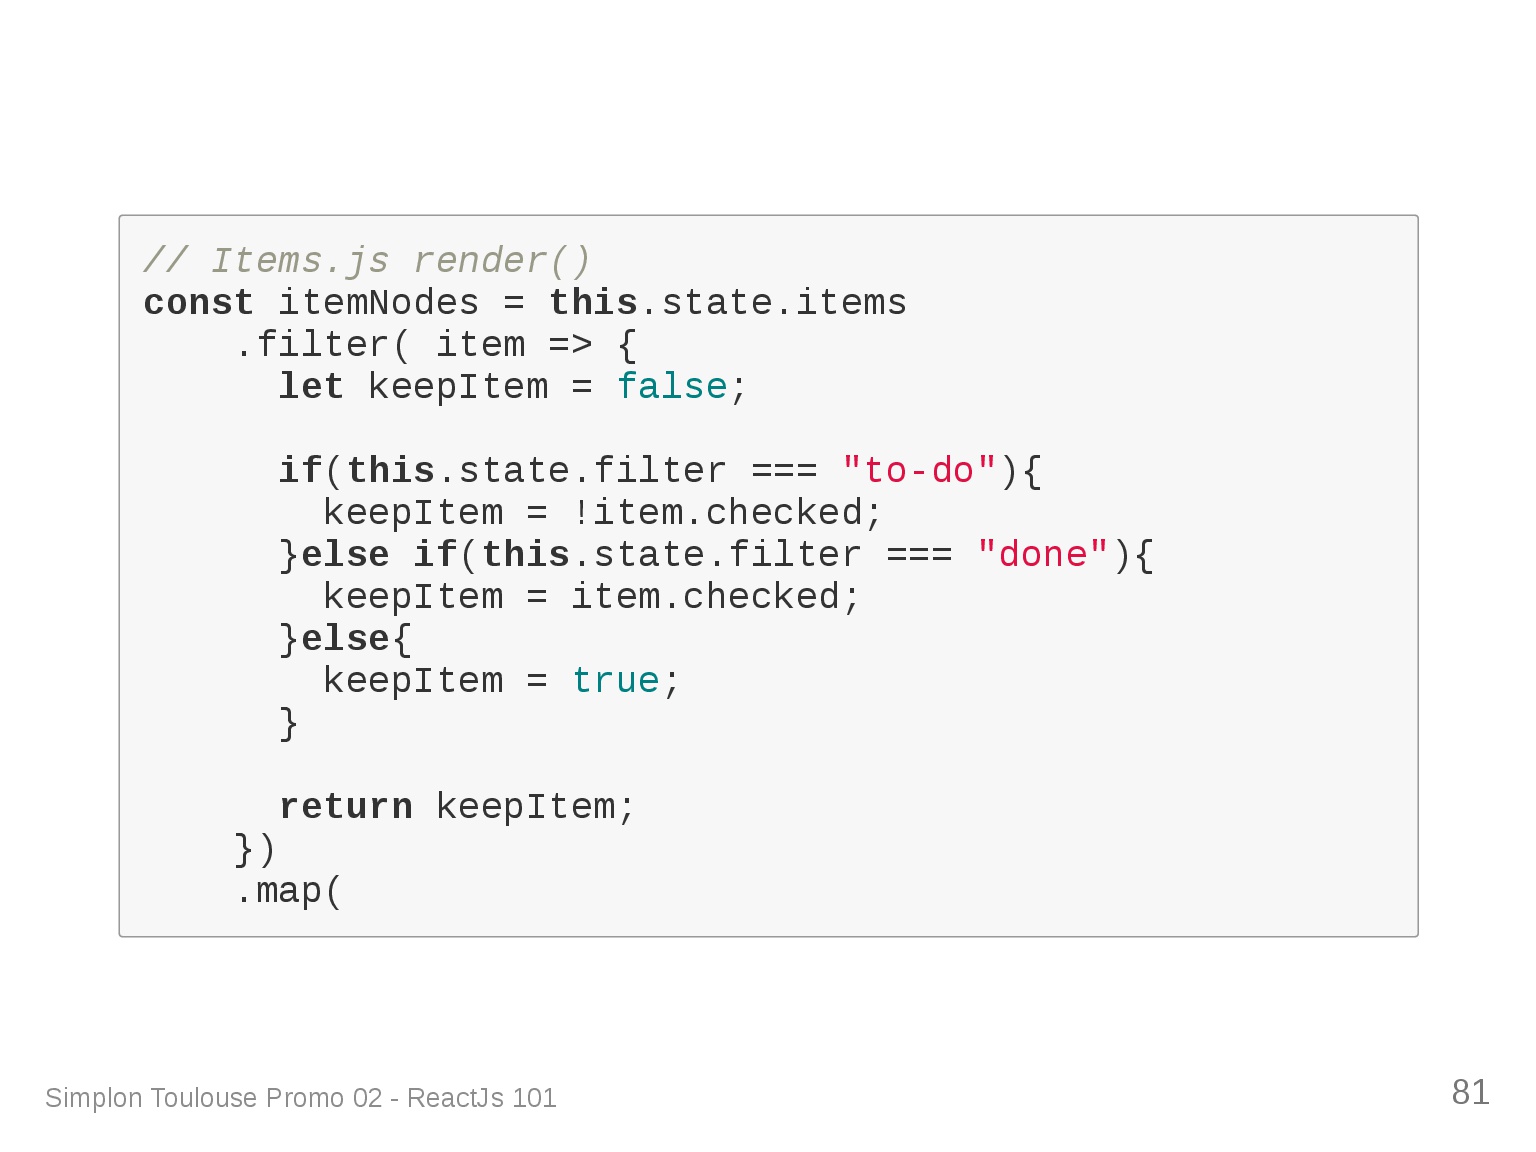 // Items.js render()
const itemNodes = this.state.items
    .filter( item => {
      let keepItem = false;

      if(this.state.filter === "to-do"){
        keepItem = !item.checked;
      }else if(this.state.filter === "done"){
        keepItem = item.checked;
      }else{
        keepItem = true;
      }

      return keepItem;
    })
    .map(
Simplon Toulouse Promo 02 - ReactJs 101
81